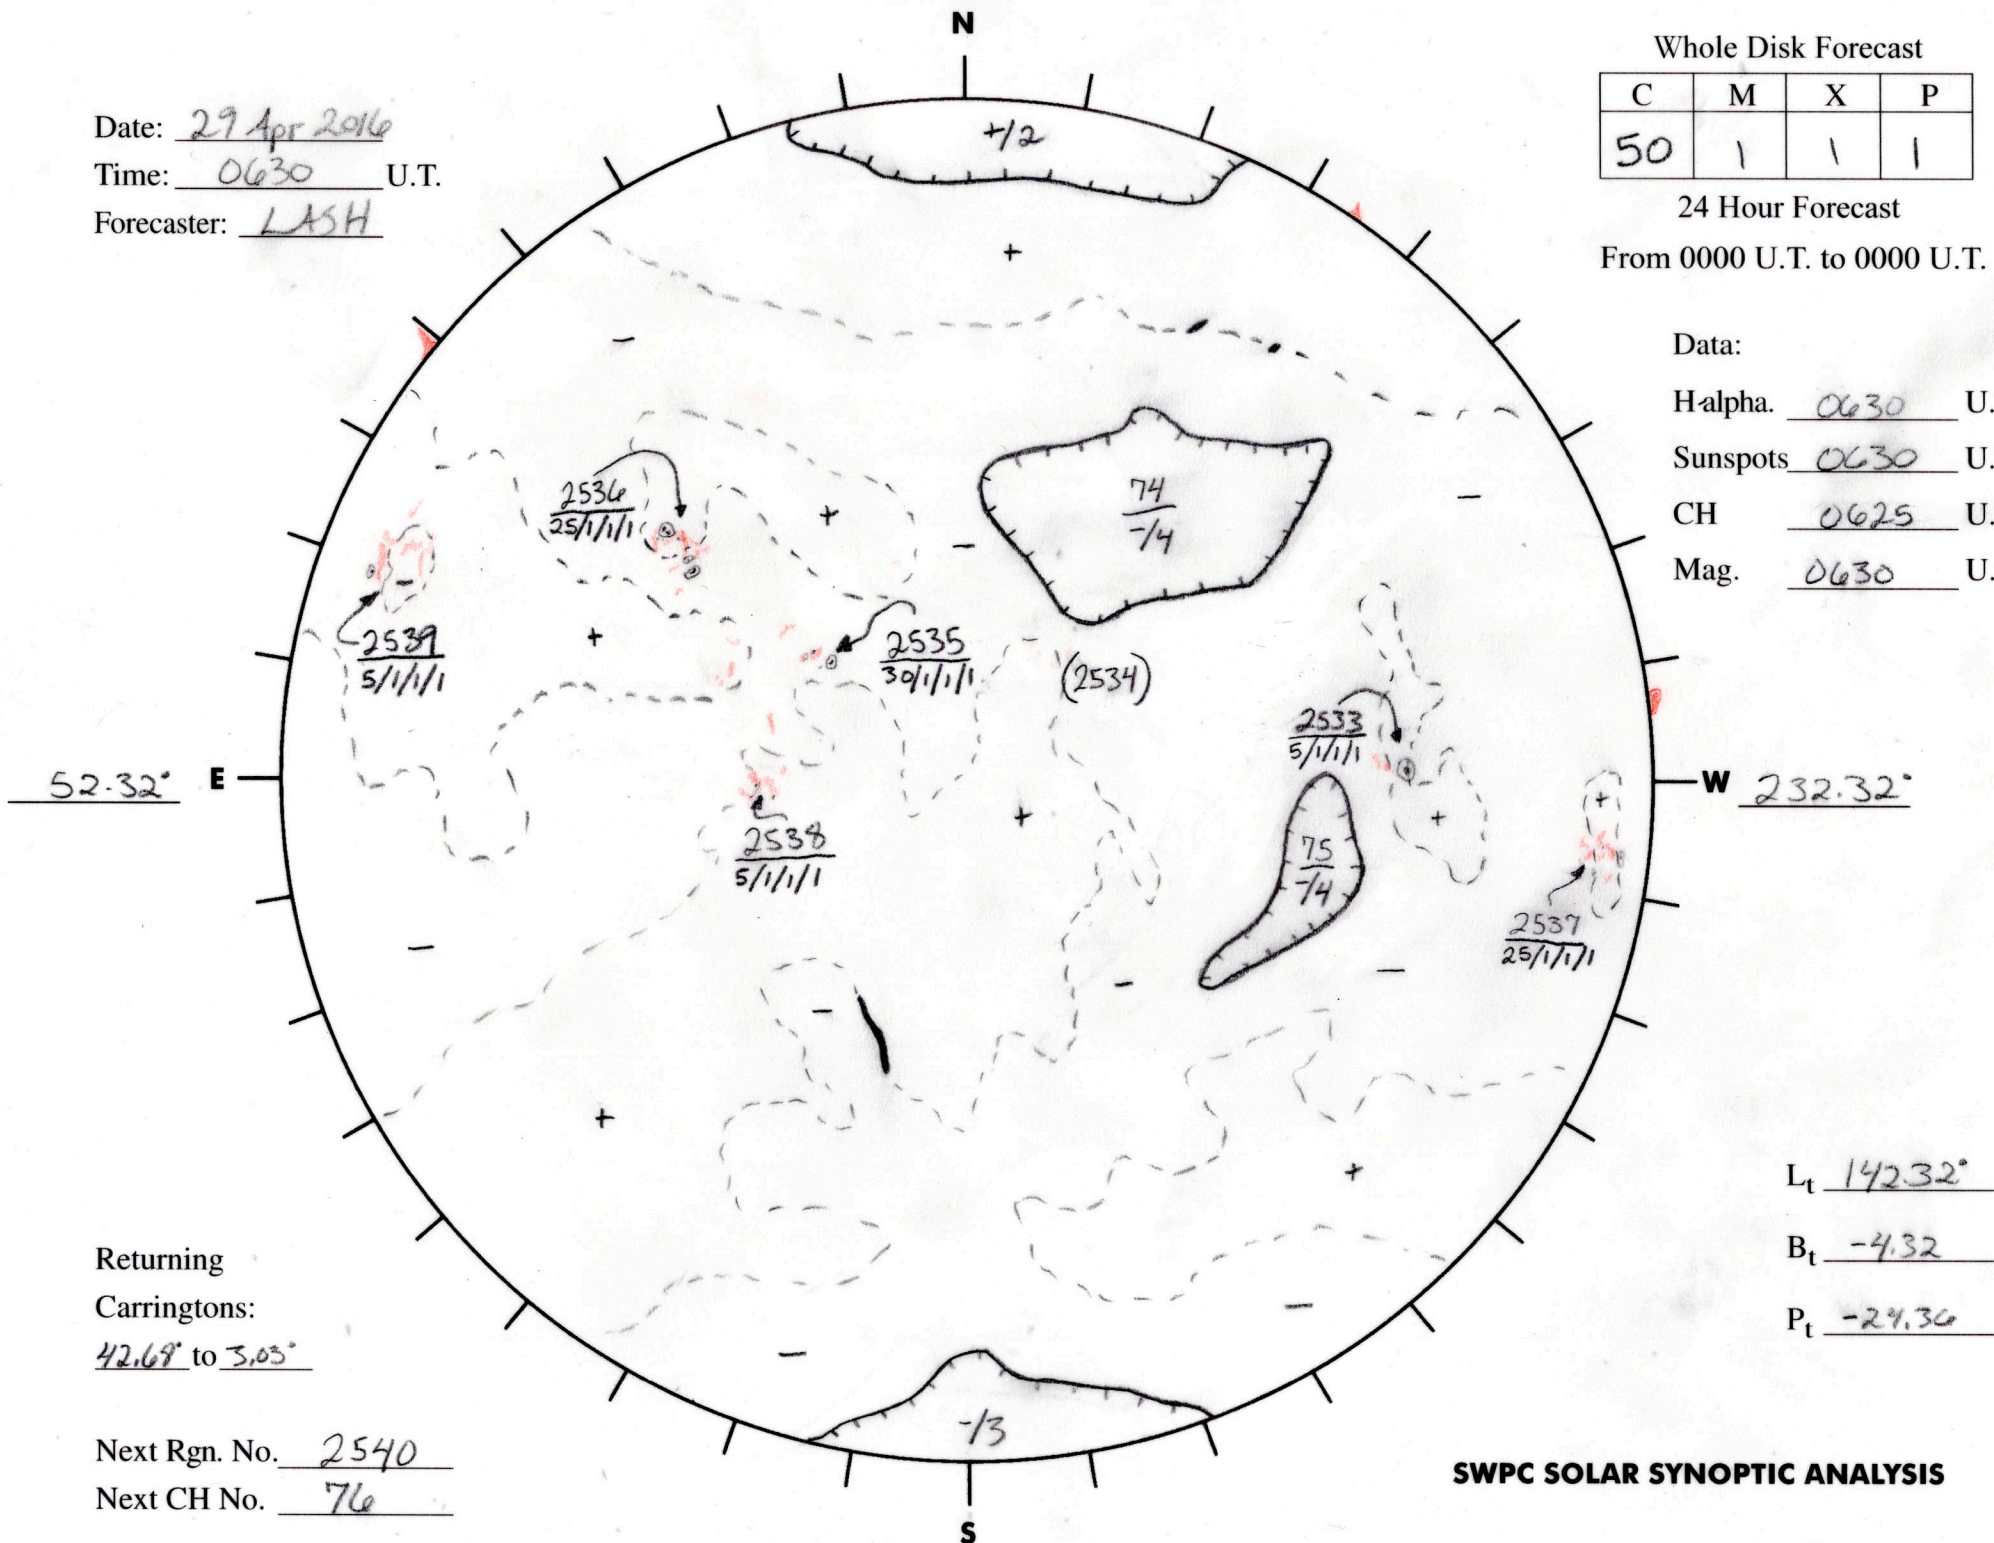 N
Date: 29 Apr 2016
Time: 0630 U.T.
Forecaster: LASH
Whole Disk Forecast
C M X P
50 1 1 1
24 Hour Forecast
From 0000 U.T. to 0000 U.T.
Data:
H-alpha. 0630 U.
Sunspots 0630 U.
CH 0625 U.
Mag. 0630 U.
+/2
+
-
2536
25/1/1/1
+
-
74
-/4
-
2539
5/1/1/1
+
2535
30/1/1/1
(2534)
2533
5/1/1/1
52.32° E
W 232.32°
+
+
+
2538
5/1/1/1
75
-/4
2537
25/1/1/1
-
-
-
-
+
+
-
-
-/3
Lt 142.32°
Bt -4.32
Pt -24.36
Returning
Carringtons:
42.68° to 3.03°
Next Rgn. No. 2540
Next CH No. 76
SWPC SOLAR SYNOPTIC ANALYSIS
S